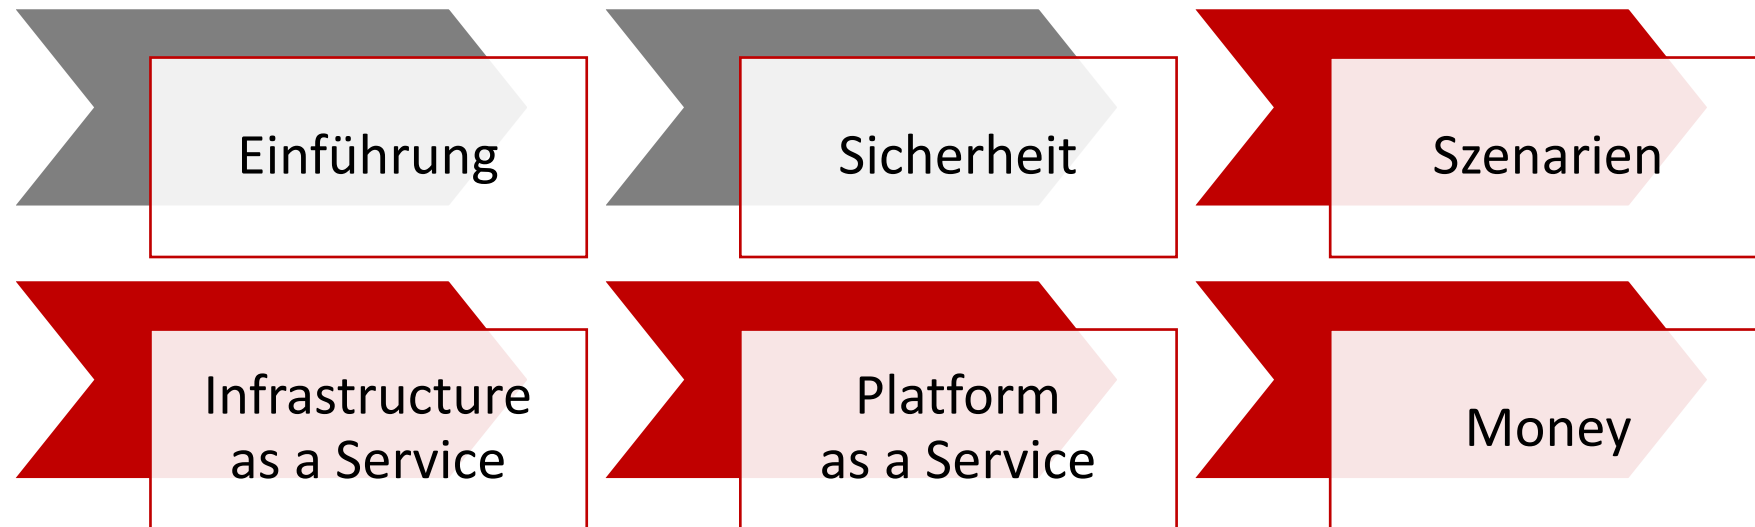 Einführung
Sicherheit
Szenarien
Infrastructure
as a Service
Platform
as a Service
Money